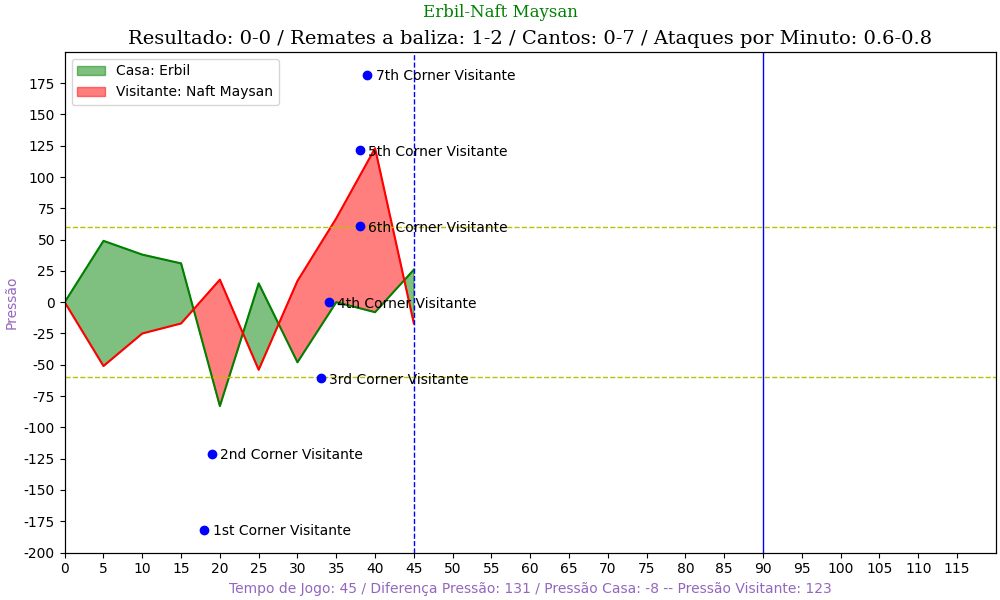 Erbil-Naft Maysan
Resultado: 0-0 / Remates a baliza: 1-2 / Cantos: 0-7 / Ataques por Minuto: 0.6-0.8
Casa: Erbil
Visitante: Naft Maysan
7th Corner Visitante
5th Corner Visitante
6th Corner Visitante
4th Corner Visitante
3rd Corner Visitante
2nd Corner Visitante
1st Corner Visitante
Pressão
175
150
125
100
75
50
25
0
-25
-50
-75
-100
-125
-150
-175
-200
0 5 10 15 20 25 30 35 40 45 50 55 60 65 70 75 80 85 90 95 100 105 110 115
Tempo de Jogo: 45 / Diferença Pressão: 131 / Pressão Casa: -8 -- Pressão Visitante: 123